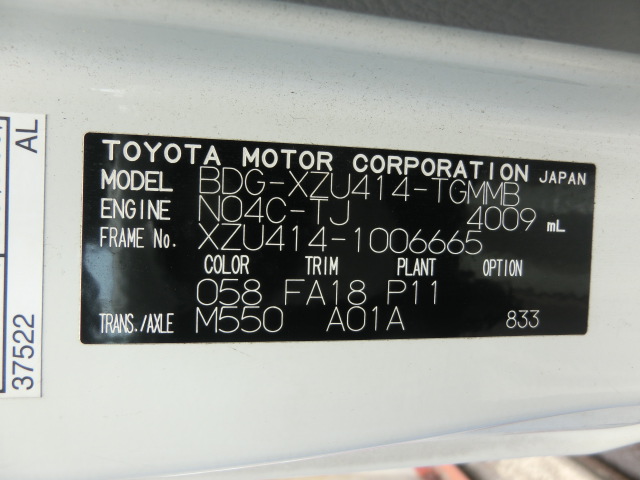 TOYOTA MOTOR CORPORATION JAPAN
MODEL BDG-XZU414-TGMMB
ENGINE N04C-TJ 4009 mL
FRAME No. XZU414-1006665
COLOR TRIM PLANT OPTION
058 FA18 P11
TRANS./AXLE M550 A01A 833
AL
37522